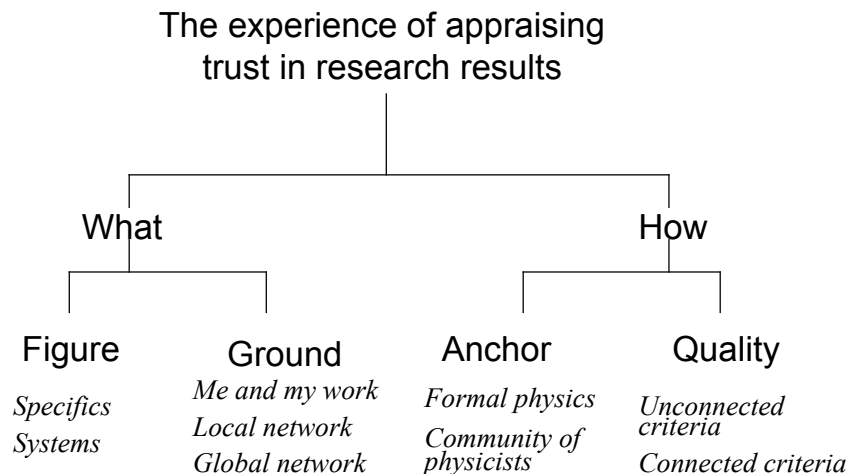 The experience of appraising
trust in research results
What
How
Figure
Ground
Anchor
Quality
Specifics
Systems
Me and my work
Local network
Global network
Formal physics
Community of
physicists
Unconnected
criteria
Connected criteria